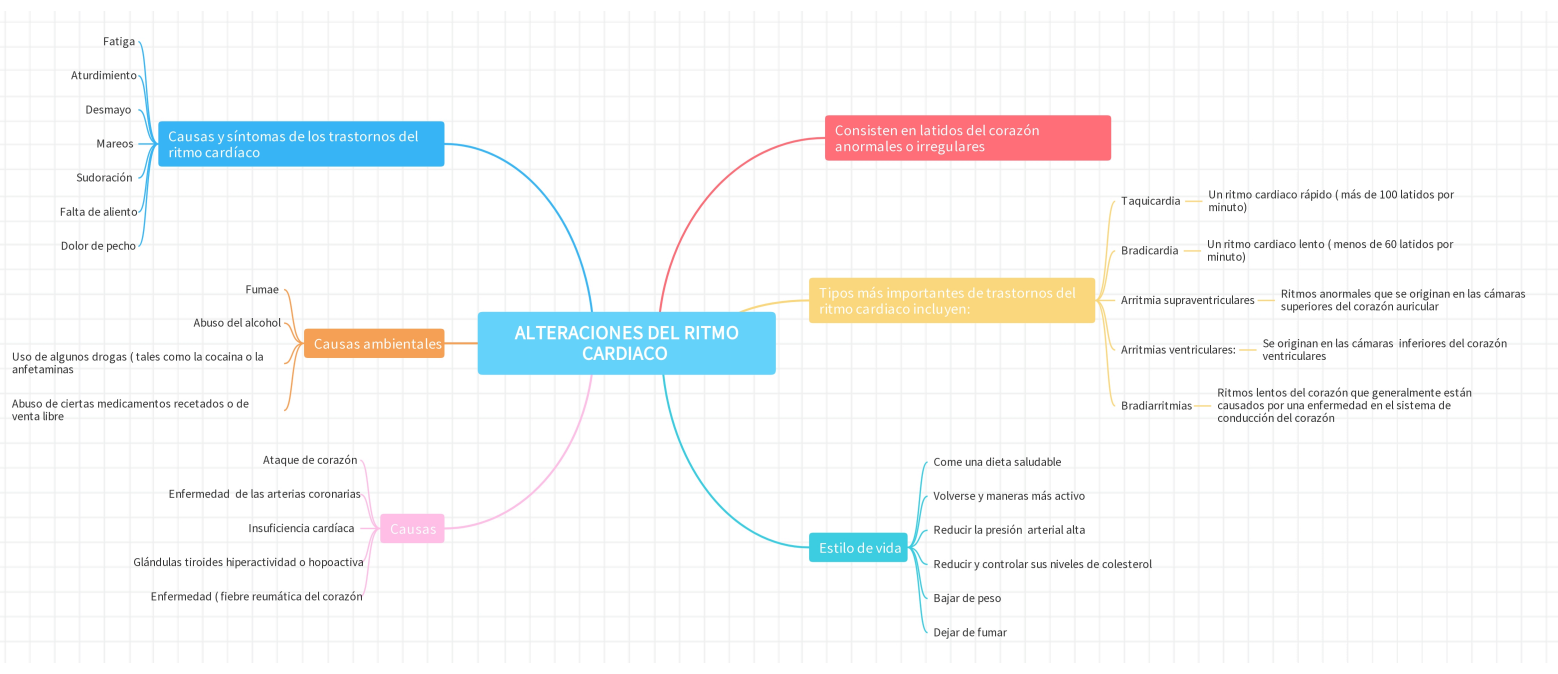 ALTERACIONES DEL RITMO
CARDIACO
Consisten en latidos del corazón
anormales o irregulares
Tipos más importantes de trastornos del
ritmo cardíaco incluyen:
Taquicardia
Un ritmo cardiaco rápido ( más de 100 latidos por
minuto)
Bradicardia
Un ritmo cardiaco lento ( menos de 60 latidos por
minuto)
Arritmia supraventriculares
Ritmos anormales que se originan en las cámaras
superiores del corazón auricular
Arritmias ventriculares:
Se originan en las cámaras  inferiores del corazón
ventriculares
Bradiarritmias
Ritmos lentos del corazón que generalmente están
causados por una enfermedad en el sistema de
conducción del corazón
Estilo de vida
Come una dieta saludable
Volverse y maneras más activo
Reducir la presión  arterial alta
Reducir y controlar sus niveles de colesterol
Bajar de peso
Dejar de fumar
Causas y síntomas de los trastornos del
ritmo cardíaco
Fatiga
Aturdimiento
Desmayo
Mareos
Sudoración
Falta de aliento
Dolor de pecho
Causas ambientales
Fumae
Abuso del alcohol
Uso de algunos drogas ( tales como la cocaina o la
anfetaminas
Abuso de ciertas medicamentos recetados o de
venta libre
Causas
Ataque de corazón
Enfermedad  de las arterias coronarias
Insuficiencia cardíaca
Glándulas tiroides hiperactividad o hopoactiva
Enfermedad ( fiebre reumática del corazón